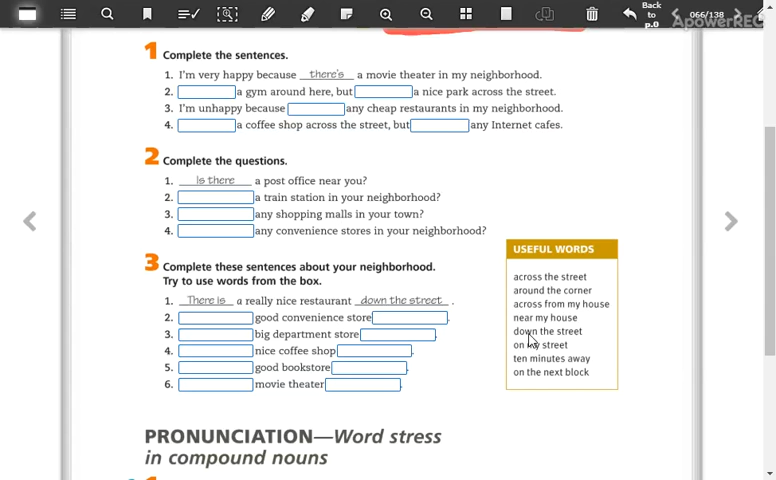 Back
to
p.0
066/138
ApowerREC
1 Complete the sentences.
1. I'm very happy because there's a movie theater in my neighborhood.
2. a gym around here, but a nice park across the street.
3. I'm unhappy because any cheap restaurants in my neighborhood.
4. a coffee shop across the street, but any Internet cafes.
2 Complete the questions.
1. Is there a post office near you?
2. a train station in your neighborhood?
3. any shopping malls in your town?
4. any convenience stores in your neighborhood?
3 Complete these sentences about your neighborhood.
Try to use words from the box.
1. There is a really nice restaurant down the street .
2. good convenience store .
3. big department store .
4. nice coffee shop .
5. good bookstore .
6. movie theater .
USEFUL WORDS
across the street
around the corner
across from my house
near my house
down the street
on my street
ten minutes away
on the next block
PRONUNCIATION—Word stress
in compound nouns